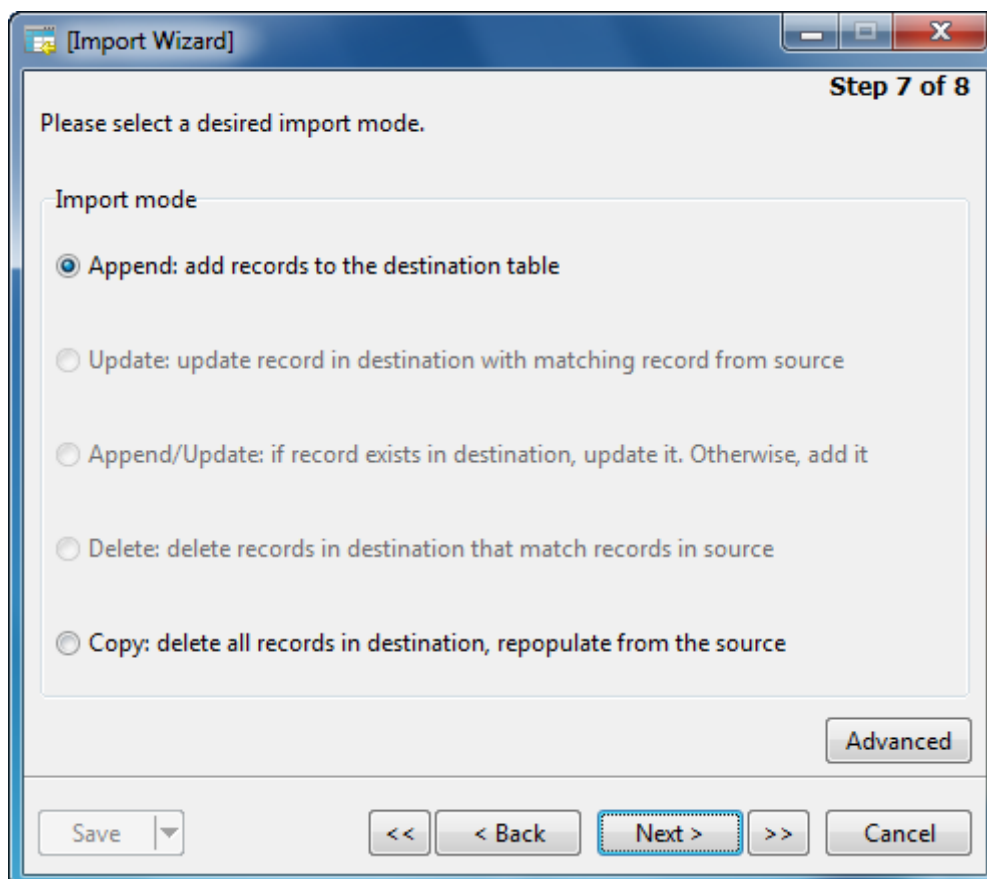 [Import Wizard]
Step 7 of 8
Please select a desired import mode.
Import mode
Append: add records to the destination table
Update: update record in destination with matching record from source
Append/Update: if record exists in destination, update it. Otherwise, add it
Delete: delete records in destination that match records in source
Copy: delete all records in destination, repopulate from the source
Advanced
Save << < Back Next > >> Cancel